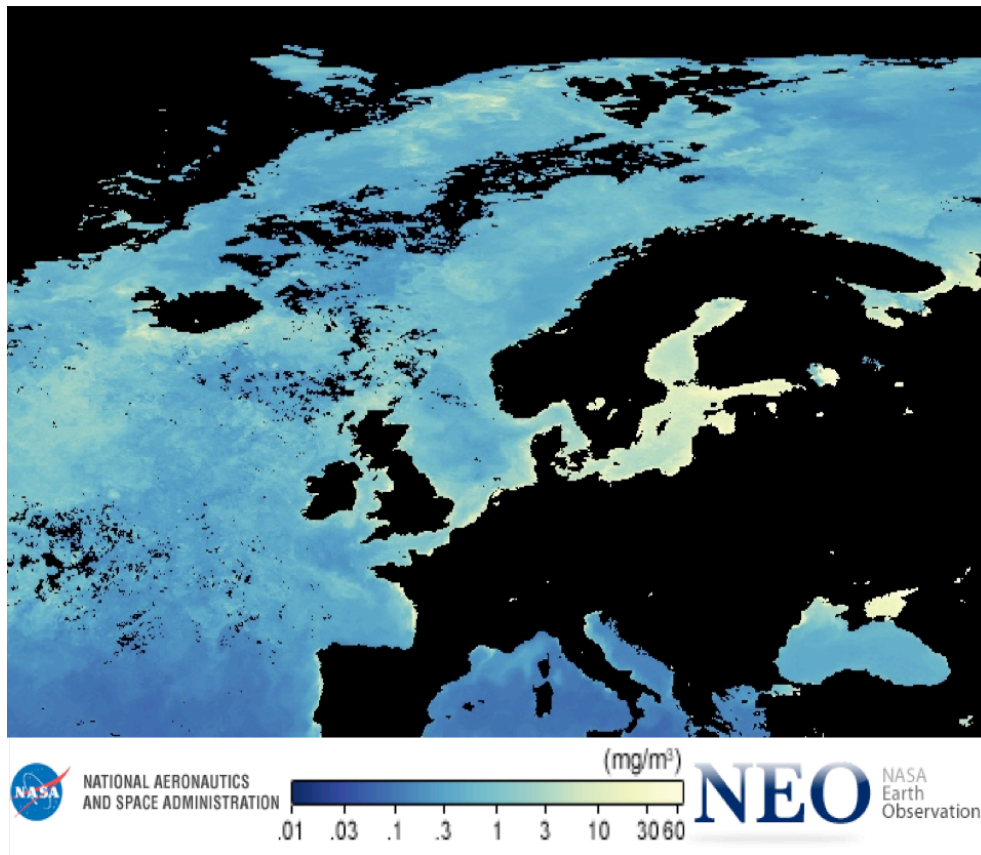 (mg/m³)
NASA
NATIONAL AERONAUTICS
AND SPACE ADMINISTRATION
.01 .03 .1 .3 1 3 10 30 60
NEO
NASA
Earth
Observation